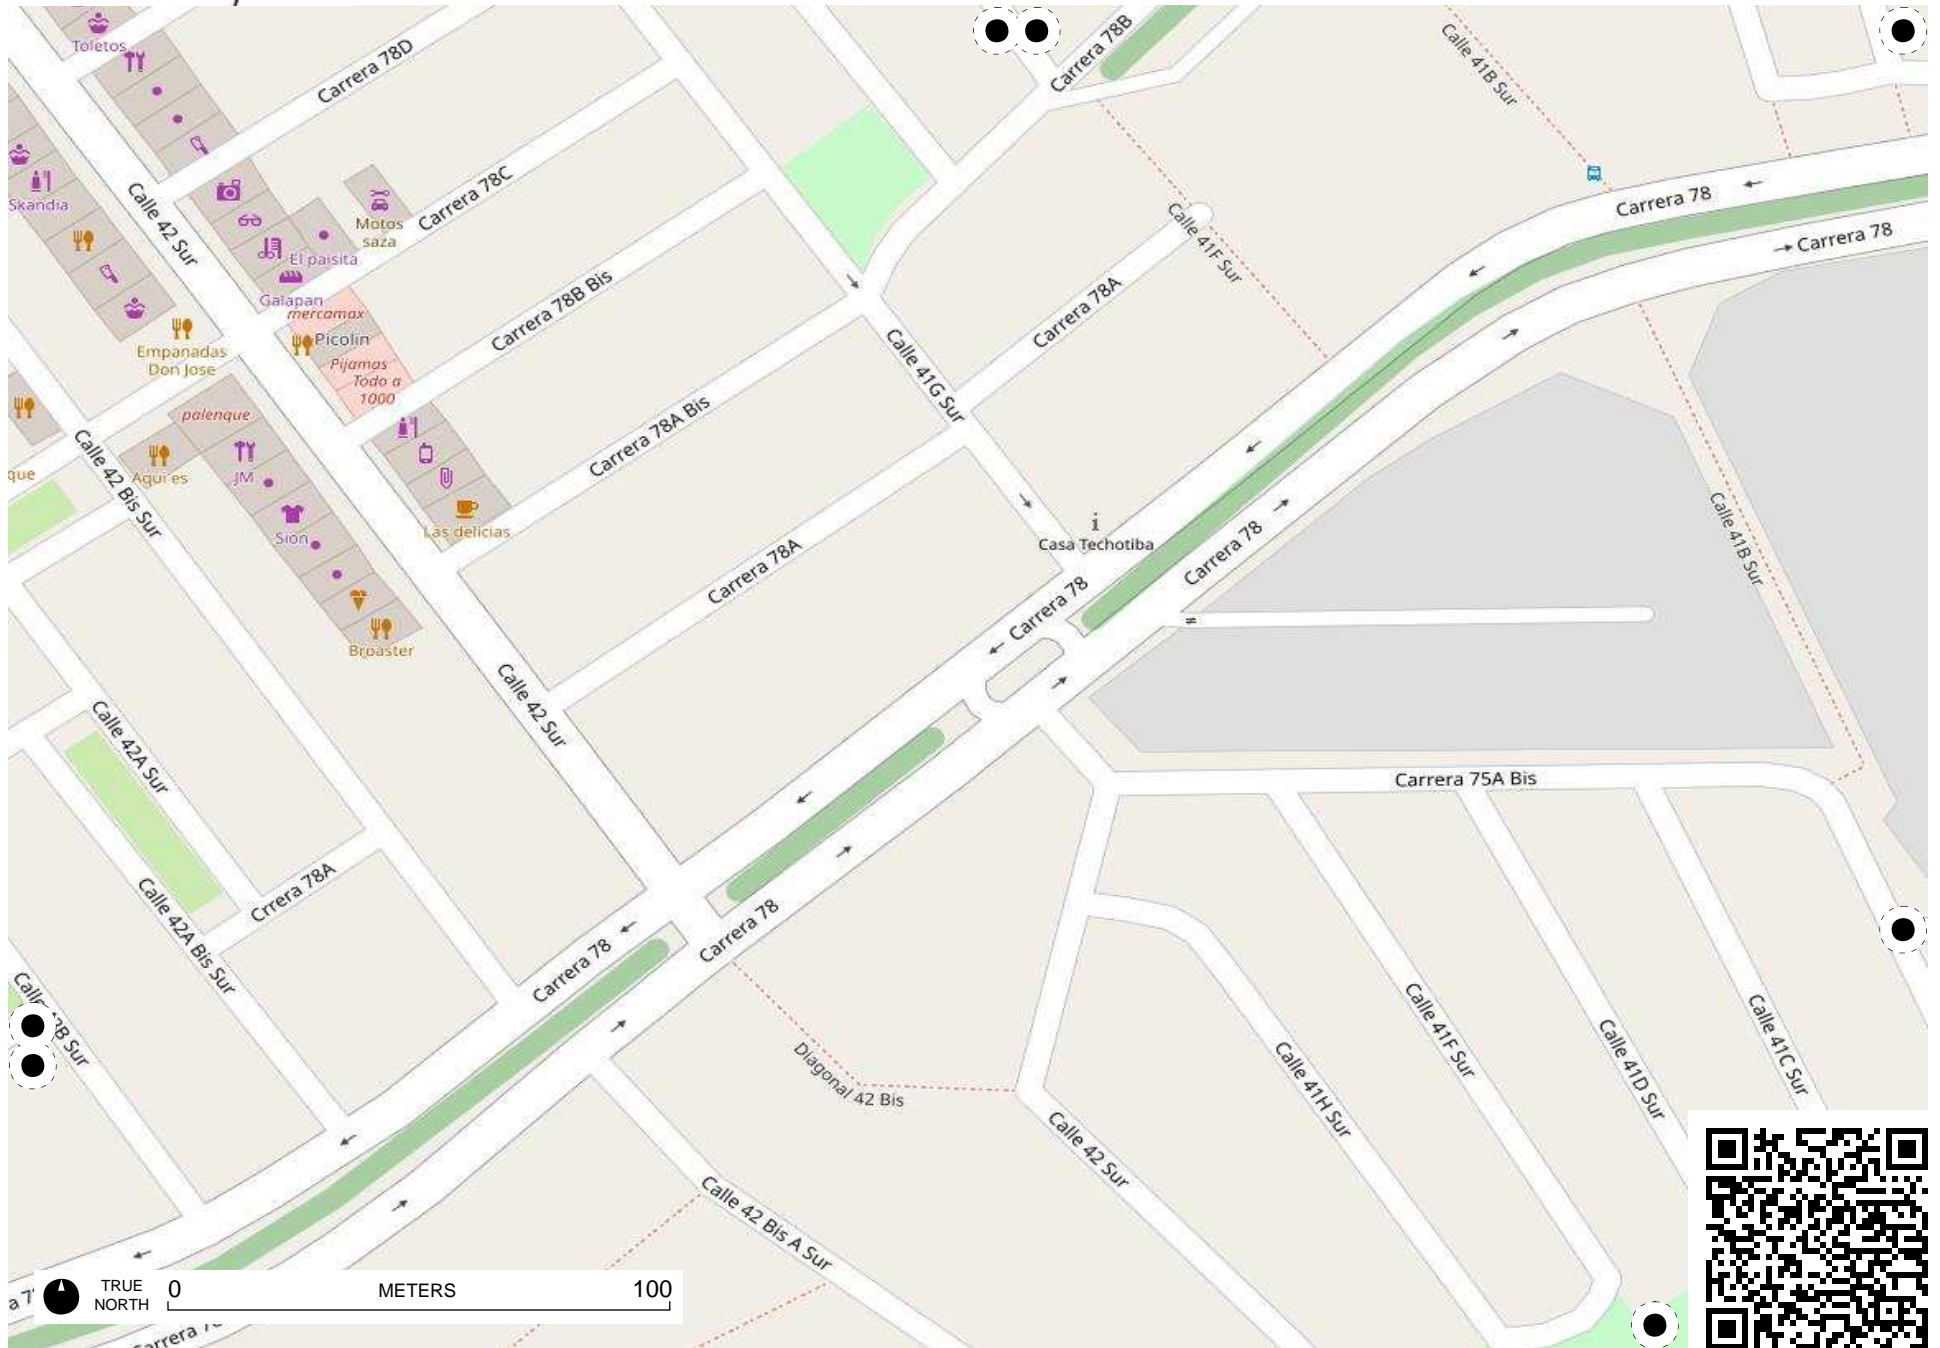 Toletos
Carrera 78D
Carrera 78B
Calle 41B Sur
Skandia
Calle 42 Sur
Motos
saza
Carrera 78C
El paisita
Galapan
mercamax
Picolin
Pijamas
Todo a
1000
Empanadas
Don Jose
Carrera 78B Bis
Calle 41F Sur
Carrera 78A
Carrera 78
Carrera 78
Calle 41G Sur
palenque
Aqui es
JM
Sion
Las delicias
Broaster
que
Calle 42 Bis Sur
Carrera 78A Bis
Casa Techotiba
Carrera 78A
Carrera 78
Carrera 78
Calle 41B Sur
Calle 42 Sur
Calle 42A Sur
Carrera 75A Bis
Crrera 78A
Calle 42A Bis Sur
Carrera 78
Carrera 78
Diagonal 42 Bis
Calle 42 Sur
Calle 42 Bis A Sur
Calle 41H Sur
Calle 41F Sur
Calle 41D Sur
Calle 41C Sur
TRUE
NORTH
0 METERS 100